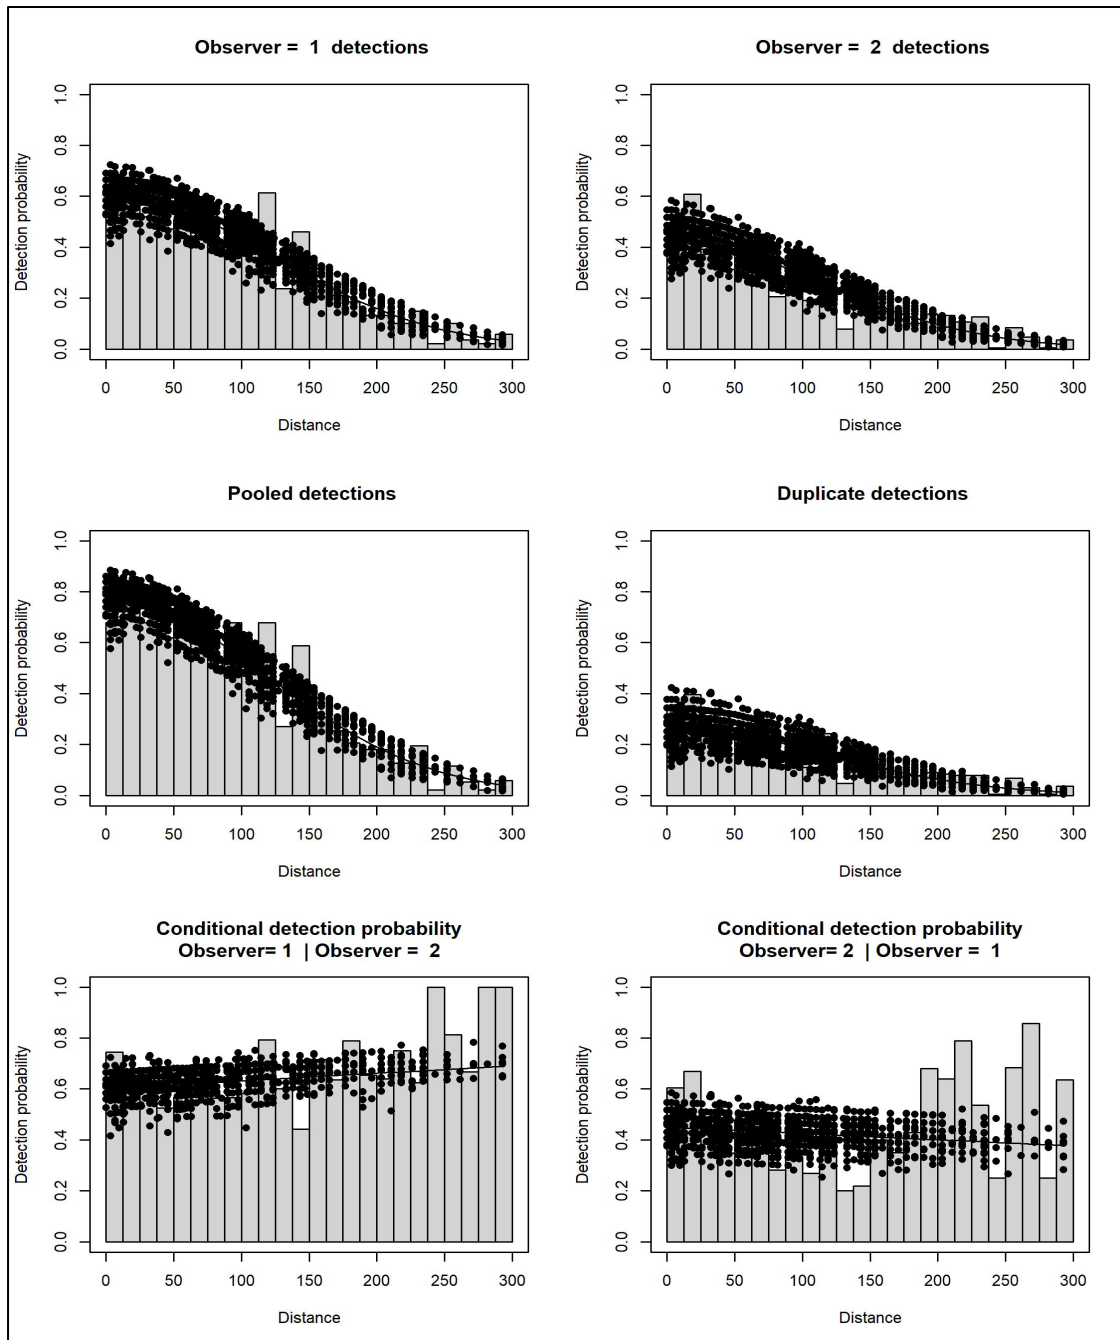 Observer = 1 detections
Detection probability
1.0
0.8
0.6
0.4
0.2
0.0
0 50 100 150 200 250 300
Distance
Observer = 2 detections
Detection probability
1.0
0.8
0.6
0.4
0.2
0.0
0 50 100 150 200 250 300
Distance
Pooled detections
Detection probability
1.0
0.8
0.6
0.4
0.2
0.0
0 50 100 150 200 250 300
Distance
Duplicate detections
Detection probability
1.0
0.8
0.6
0.4
0.2
0.0
0 50 100 150 200 250 300
Distance
Conditional detection probability
Observer= 1 | Observer = 2
Detection probability
1.0
0.8
0.6
0.4
0.2
0.0
0 50 100 150 200 250 300
Distance
Conditional detection probability
Observer= 2 | Observer = 1
Detection probability
1.0
0.8
0.6
0.4
0.2
0.0
0 50 100 150 200 250 300
Distance